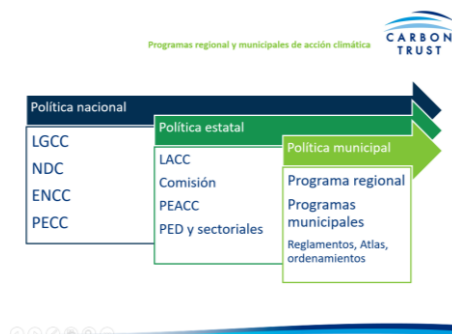 Programas regional y municipales de acción climática
CARBON
TRUST
Política nacional
LGCC
NDC
ENCC
PECC
Política estatal
LACC
Comisión
PEACC
PED y sectoriales
Política municipal
Programa regional
Programas
municipales
Reglamentos, Atlas,
ordenamientos